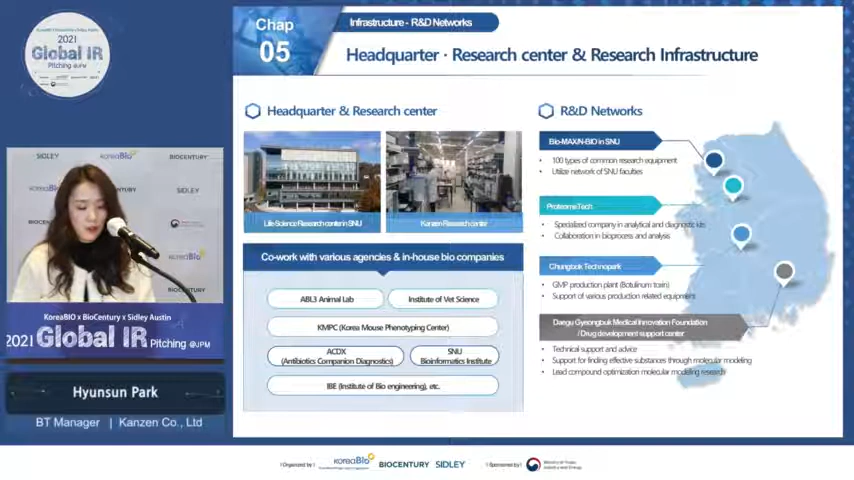 2021
Global IR
Pitching @JPM
SIDLEY
koreaBio
BIOCENTURY
SIDLEY
koreaBio
KoreaBIO x BioCentury x Sidley Austin
2021 Global IR Pitching @JPM
Hyunsun Park
BT Manager | Kanzen Co., Ltd
Chap
05
Infrastructure - R&D Networks
Headquarter · Research center & Research Infrastructure
Headquarter & Research center
Life Science Research center in SNU
Kanzen Research center
Co-work with various agencies & in-house bio companies
ABL3 Animal Lab
Institute of Vet Science
KMPC (Korea Mouse Phenotyping Center)
ACDX
(Antibiotics Companion Diagnostics)
SNU
Bioinformatics Institute
IBE (Institute of Bio engineering), etc.
R&D Networks
Bio-MAX/N-BIO in SNU
• 100 types of common research equipment
• Utilize network of SNU faculties
Proteome Tech
• Specialized company in analytical and diagnostic kits
• Collaboration in bioprocess and analysis
Chungbok Technopark
• GMP production plant (Botulinum toxin)
• Support of various production related equipment
Daegu Gyeongbuk Medical Innovation Foundation
/ Drug development support center
• Technical support and advice
• Support for finding effective substances through molecular modeling
• Lead compound optimization molecular modeling research
| Organized by |
koreaBio
BIOCENTURY
SIDLEY
| Sponsored by |
Ministry of Trade,
Industry and Energy